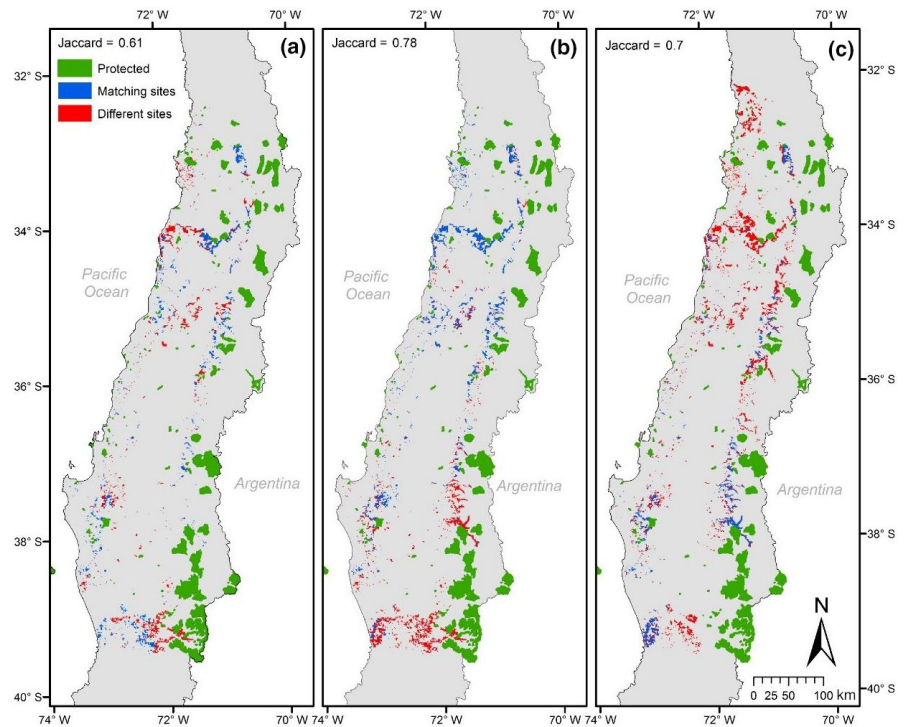 72° W 70° W 72° W 70° W 72° W 70° W
Jaccard = 0.61 (a)
Protected
Matching sites
Different sites
Jaccard = 0.78 (b)
Jaccard = 0.7 (c)
32° S 32° S
34° S 34° S
36° S 36° S
38° S 38° S
40° S 40° S
Pacific
Ocean
Argentina
Pacific
Ocean
Argentina
Pacific
Ocean
Argentina
N
0 25 50 100 km
74° W 72° W 70° W 74° W 72° W 70° W 74° W 72° W 70° W